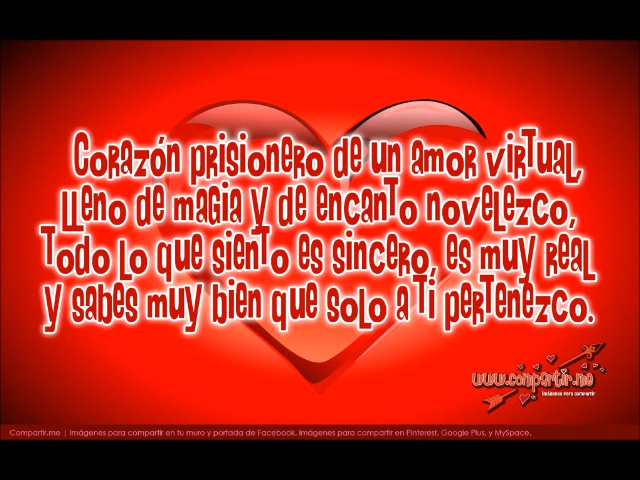 Corazón prisionero de un amor virtual,
lleno de magia y de encanto novelezco,
Todo lo que siento es sincero, es muy real
y sabes muy bien que solo a ti pertenezco.
www.compartir.me
Imágenes para compartir
Compartir.me | Imágenes para compartir en tu muro y portada de Facebook. Imágenes para compartir en Pinterest, Google Plus, y MySpace.